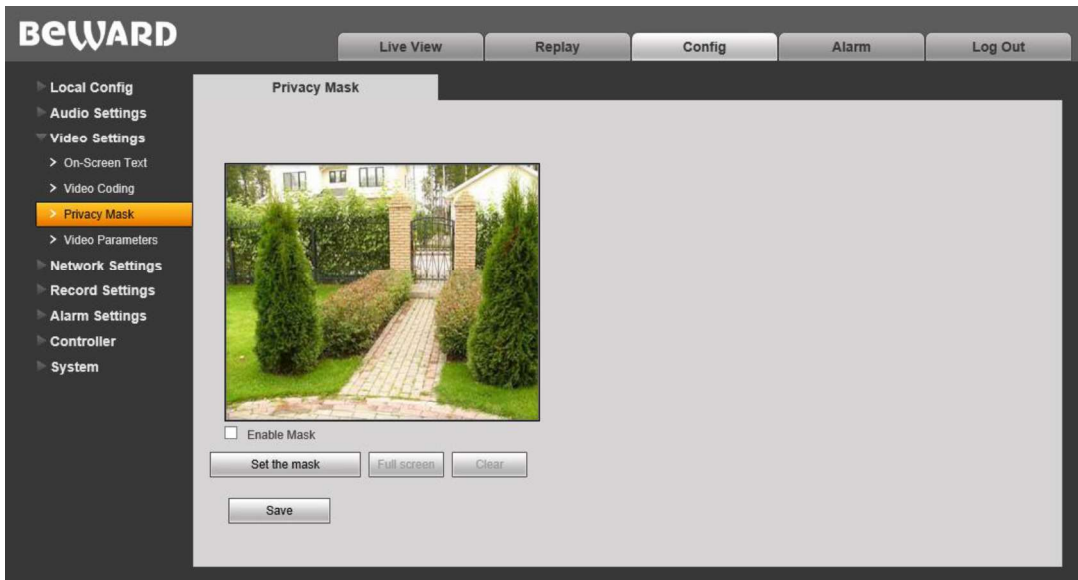 BEWARD
Live View Replay Config Alarm Log Out
Local Config
Audio Settings
Video Settings
> On-Screen Text
> Video Coding
> Privacy Mask
> Video Parameters
Network Settings
Record Settings
Alarm Settings
Controller
System
Privacy Mask
Enable Mask
Set the mask Full screen Clear
Save